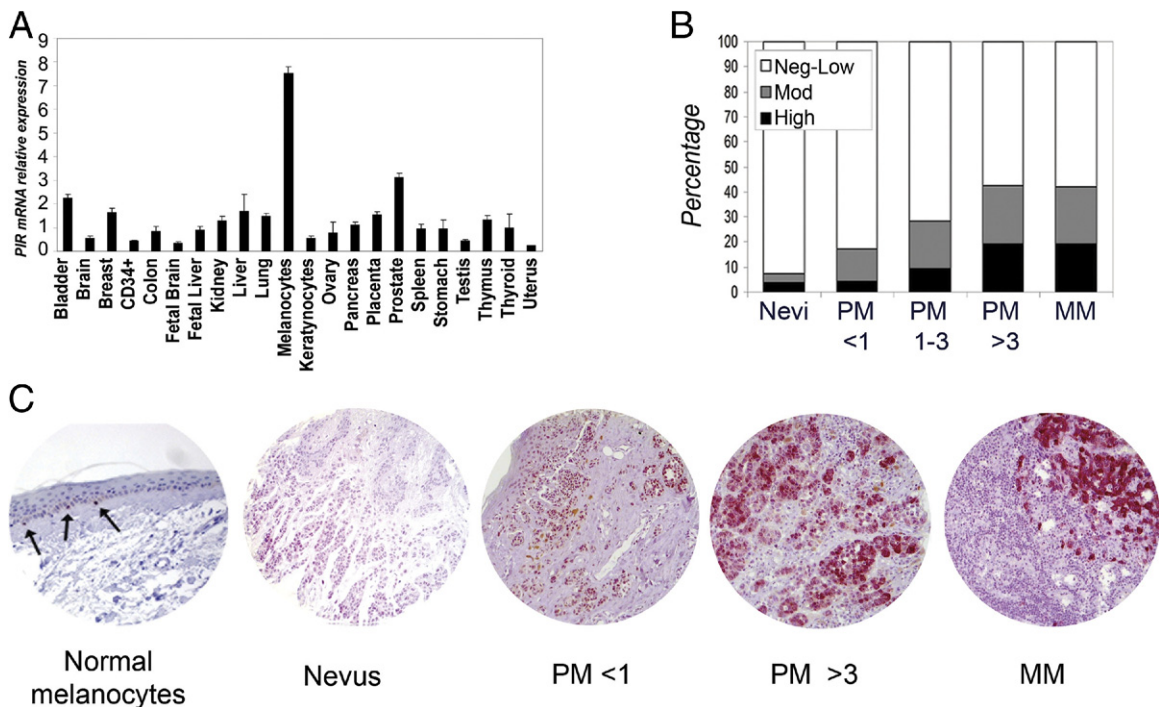 A
PIR mRNA relative expression
9
8
7
6
5
4
3
2
1
0
Bladder
Brain
Breast
CD34+
Colon
Fetal Brain
Fetal Liver
Kidney
Liver
Lung
Melanocytes
Keratynocytes
Ovary
Pancreas
Placenta
Prostate
Spleen
Stomach
Testis
Thymus
Thyroid
Uterus
B
Percentage
100
90
80
70
60
50
40
30
20
10
0
Neg-Low
Mod
High
Nevi
PM <1
PM 1-3
PM >3
MM
C
Normal
melanocytes
Nevus
PM <1
PM >3
MM